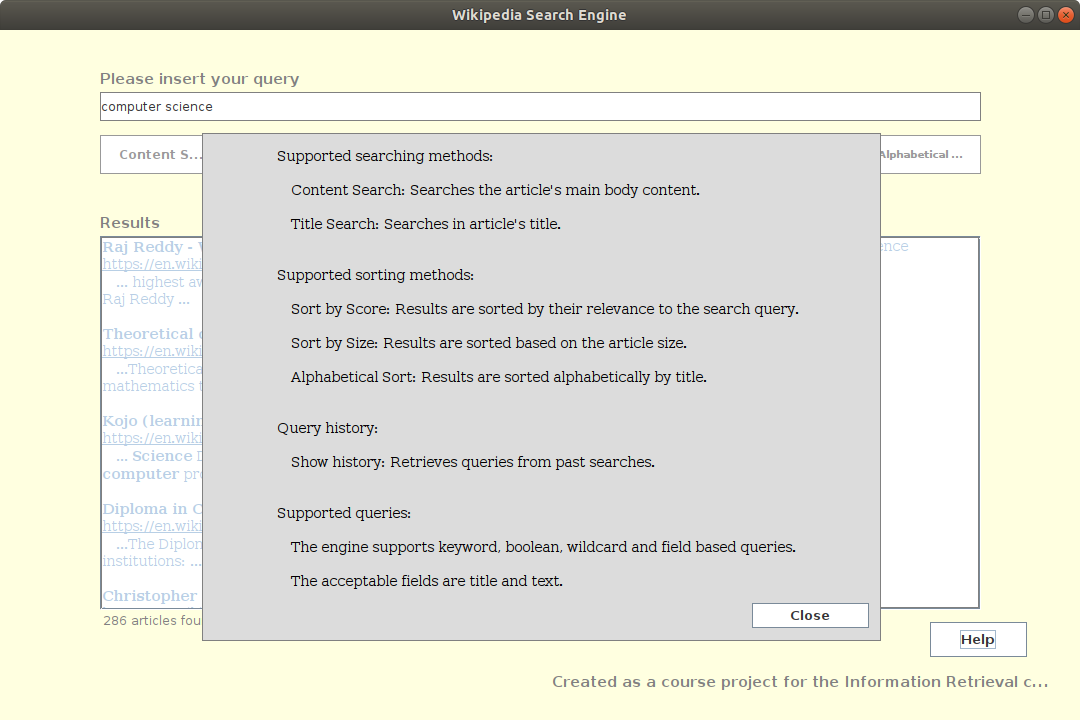 Wikipedia Search Engine
Please insert your query
computer science
Content S...
Alphabetical ...
Supported searching methods:
Content Search: Searches the article's main body content.
Title Search: Searches in article's title.
Supported sorting methods:
Sort by Score: Results are sorted by their relevance to the search query.
Sort by Size: Results are sorted based on the article size.
Alphabetical Sort: Results are sorted alphabetically by title.
Query history:
Show history: Retrieves queries from past searches.
Supported queries:
The engine supports keyword, boolean, wildcard and field based queries.
The acceptable fields are title and text.
Close
Results
Raj Reddy -
https://en.wiki
... highest
Raj Reddy ...
Theoretical
https://en.wiki
...Theoretica
mathematics
Kojo (learnin
https://en.wiki
... Science
computer pro
Diploma in C
https://en.wiki
...The Diplon
institutions: ...
Christopher
286 articles fou
Help
Created as a course project for the Information Retrieval c...